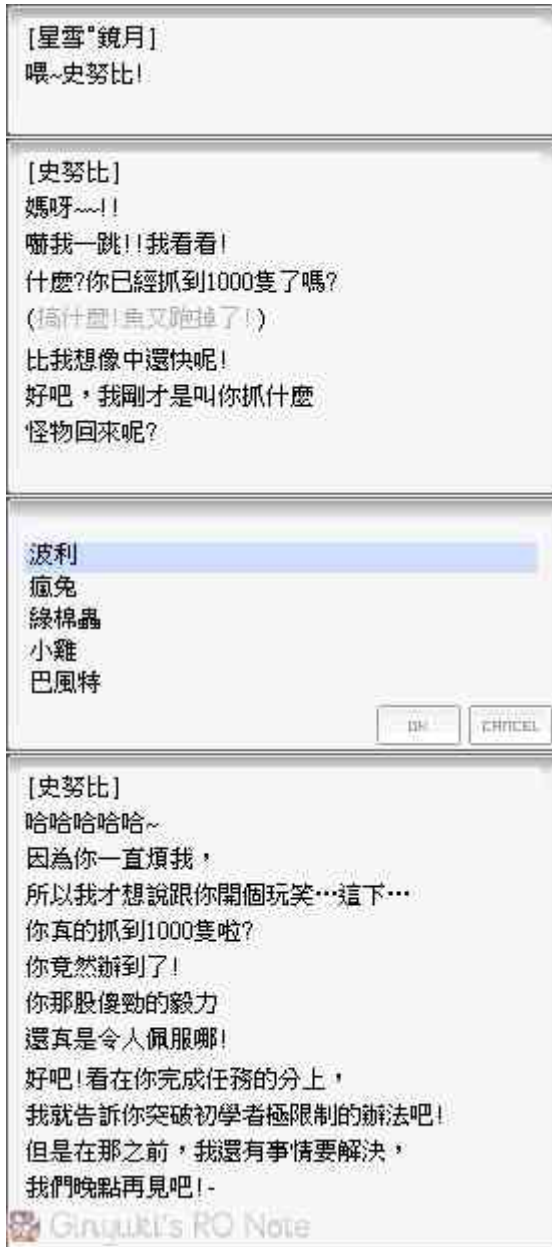 [星雪°鏡月]
喂~史努比!
[史努比]
媽呀~~!!
嚇我一跳!!我看看!
什麼?你已經抓到1000隻了嗎?
(搞什麼!魚又跑掉了!)
比我想像中還快呢!
好吧，我剛才是叫你抓什麼
怪物回來呢?
波利
瘋兔
綠棉蟲
小雞
巴風特
OK
CANCEL
[史努比]
哈哈哈哈哈~
因為你一直煩我，
所以我才想說跟你開個玩笑…這下…
你真的抓到1000隻啦?
你竟然辦到了!
你那股傻勁的毅力
還真是令人佩服哪!
好吧!看在你完成任務的分上，
我就告訴你突破初學者極限制的辦法吧!
但是在那之前，我還有事情要解決，
我們晚點再見吧!-
Ginyuki's RO Note